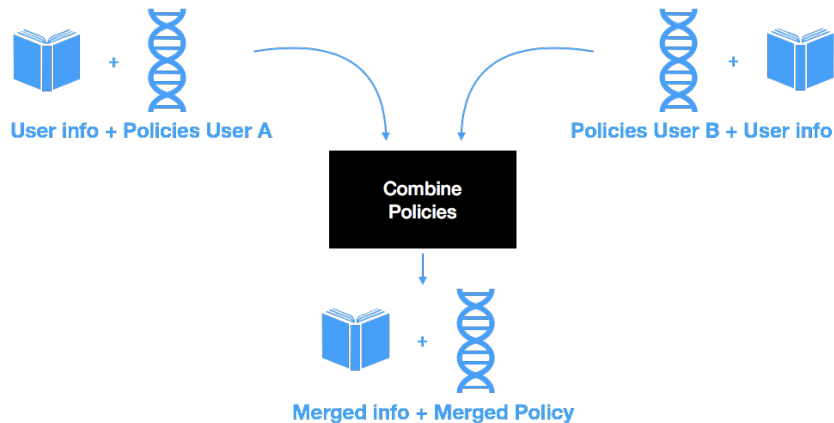 +
+
User info + Policies User A
Policies User B + User info
Combine
Policies
+
Merged info + Merged Policy